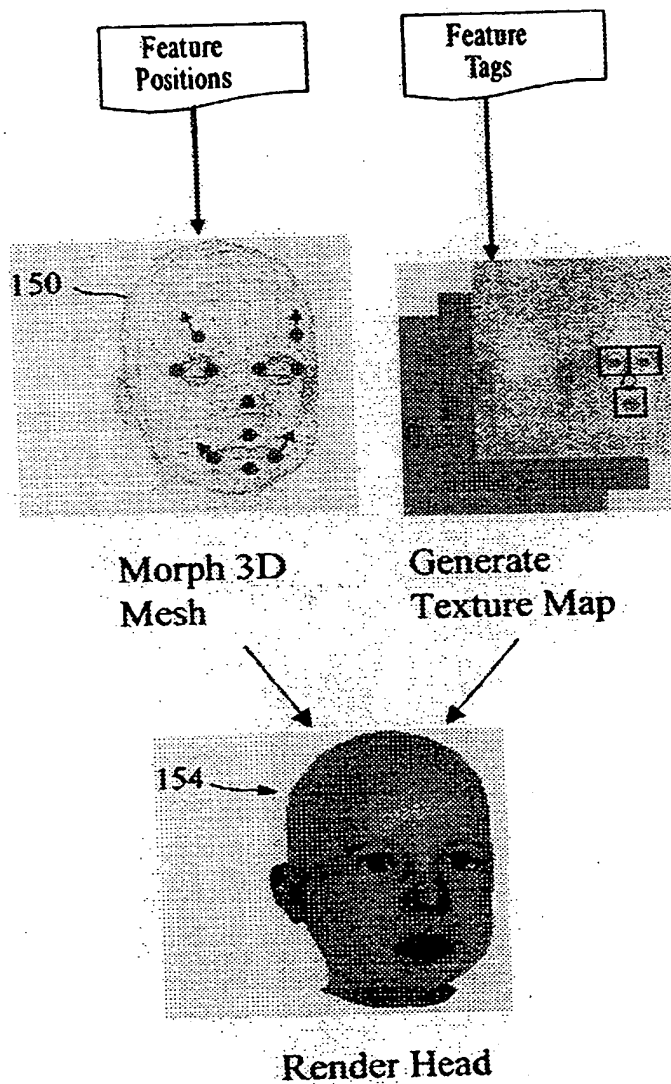 Feature
Positions
Feature
Tags
150
Morph 3D
Mesh
Generate
Texture Map
154
Render Head